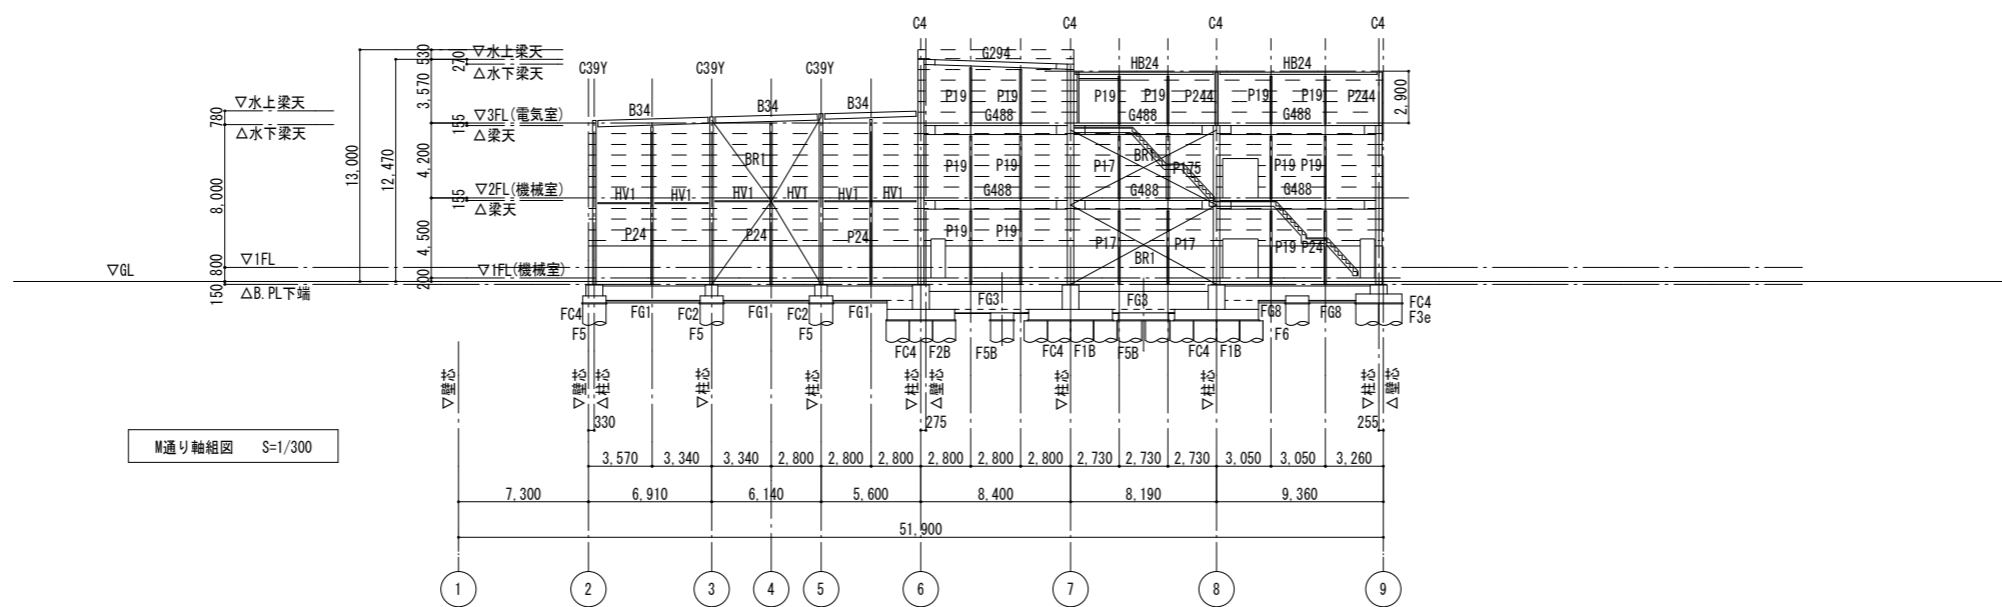 C4 C4 C4 C4
530 270 ▽水上梁天 △水下梁天
G294
C39Y C39Y C39Y
HB24 HB24
3,570
13,000 12,470
780 ▽水上梁天 △水下梁天
B34 B34 B34
P19 P19 P19 P19 P244 P19 P19 P244
2,900
155 ▽3FL(電気室) △梁天
G488 G488 G488
4,200
BR1 BR1
P19 P19 P17 P175 P19 P19
8,000
155 ▽2FL(機械室) △梁天
HV1 HV1 HV1 HV1 HV1 HV1
G488 G488 G488
4,500
P24 P24 P24
P19 P19 P17 P17 P19 P24
BR1
▽GL
800 ▽1FL
200 ▽1FL(機械室)
150 △B.PL下端
FC4 F5 FG1 FC2 F5 FG1 FC2 F5 FG1
FC4 F2B FG3 F5B FC4 F1B FG3 F5B FC4 F1B
FG8 F6 FG8 FC4 F3e
▽壁芯 ▽壁芯 △柱芯 ▽柱芯 ▽柱芯 ▽柱芯 △壁芯 ▽柱芯 ▽柱芯 ▽柱芯 △壁芯
330 275 255
M通り軸組図 S=1/300
3,570 3,340 3,340 2,800 2,800 2,800 2,800 2,800 2,800 2,730 2,730 2,730 3,050 3,050 3,260
7,300 6,910 6,140 5,600 8,400 8,190 9,360
51,900
1 2 3 4 5 6 7 8 9